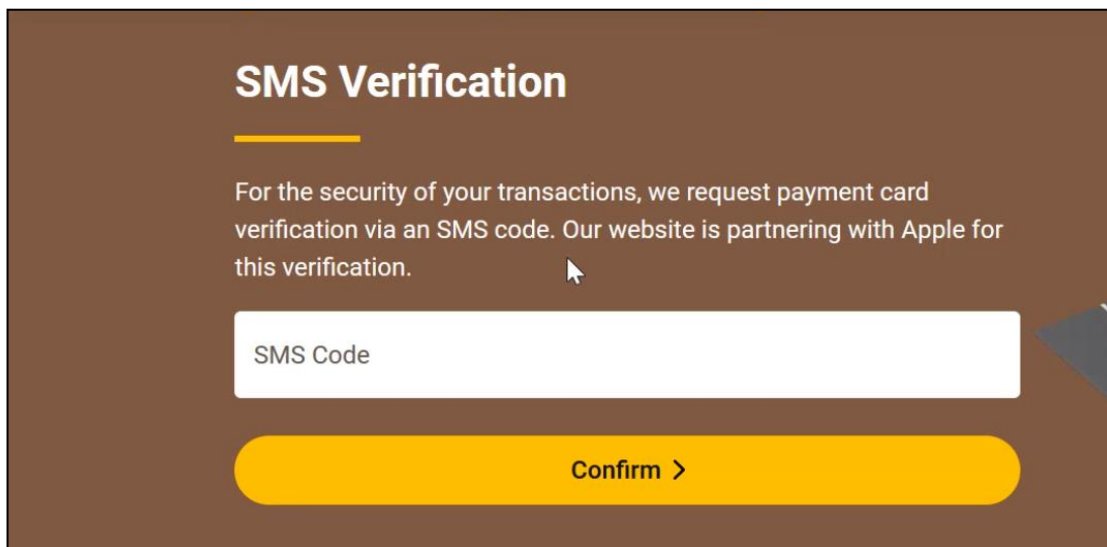 SMS Verification
For the security of your transactions, we request payment card
verification via an SMS code. Our website is partnering with Apple for
this verification.
SMS Code
Confirm